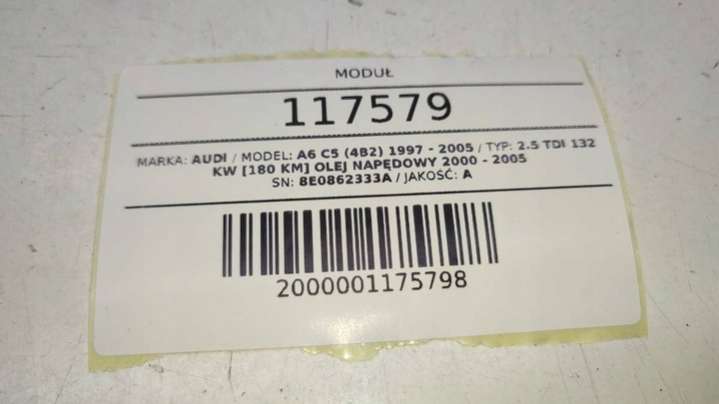 MODUŁ
117579
MARKA: AUDI / MODEL: A6 C5 (4B2) 1997 - 2005 / TYP: 2.5 TDI 132
KW [180 KM] OLEJ NAPĘDOWY 2000 - 2005
SN: 8E0862333A / JAKOŚĆ: A
2000001175798